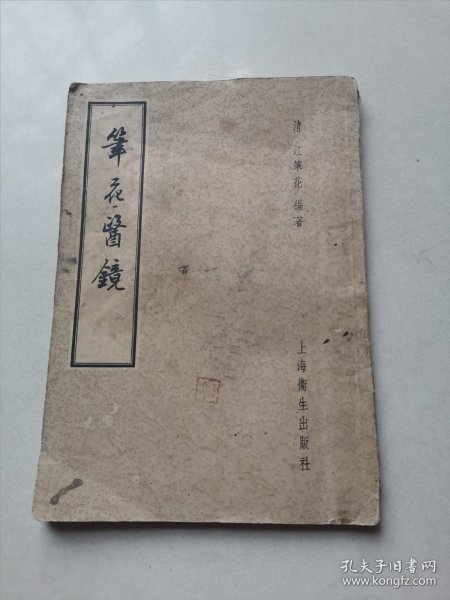 筆花醫鏡
清 江筆花 編著
上海衛生出版社
孔夫子旧书网
www.kongfz.com